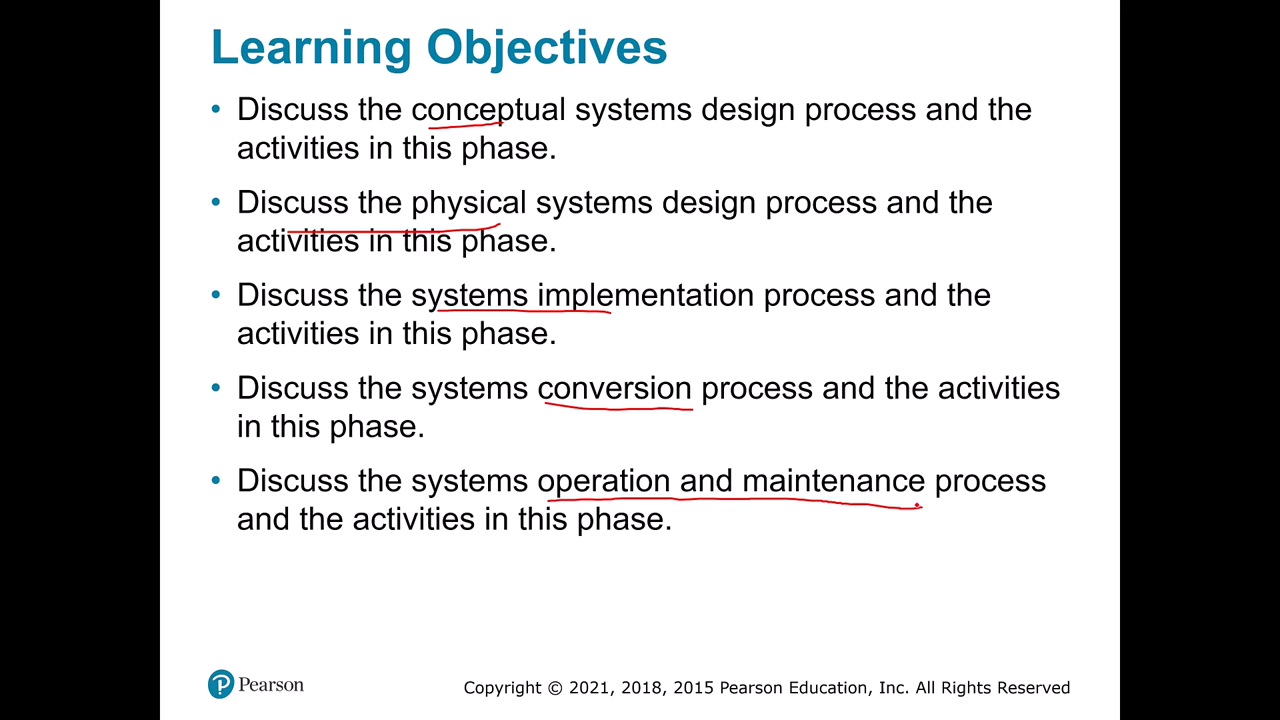 Learning Objectives
• Discuss the conceptual systems design process and the
activities in this phase.
• Discuss the physical systems design process and the
activities in this phase.
• Discuss the systems implementation process and the
activities in this phase.
• Discuss the systems conversion process and the activities
in this phase.
• Discuss the systems operation and maintenance process
and the activities in this phase.
Pearson
Copyright © 2021, 2018, 2015 Pearson Education, Inc. All Rights Reserved